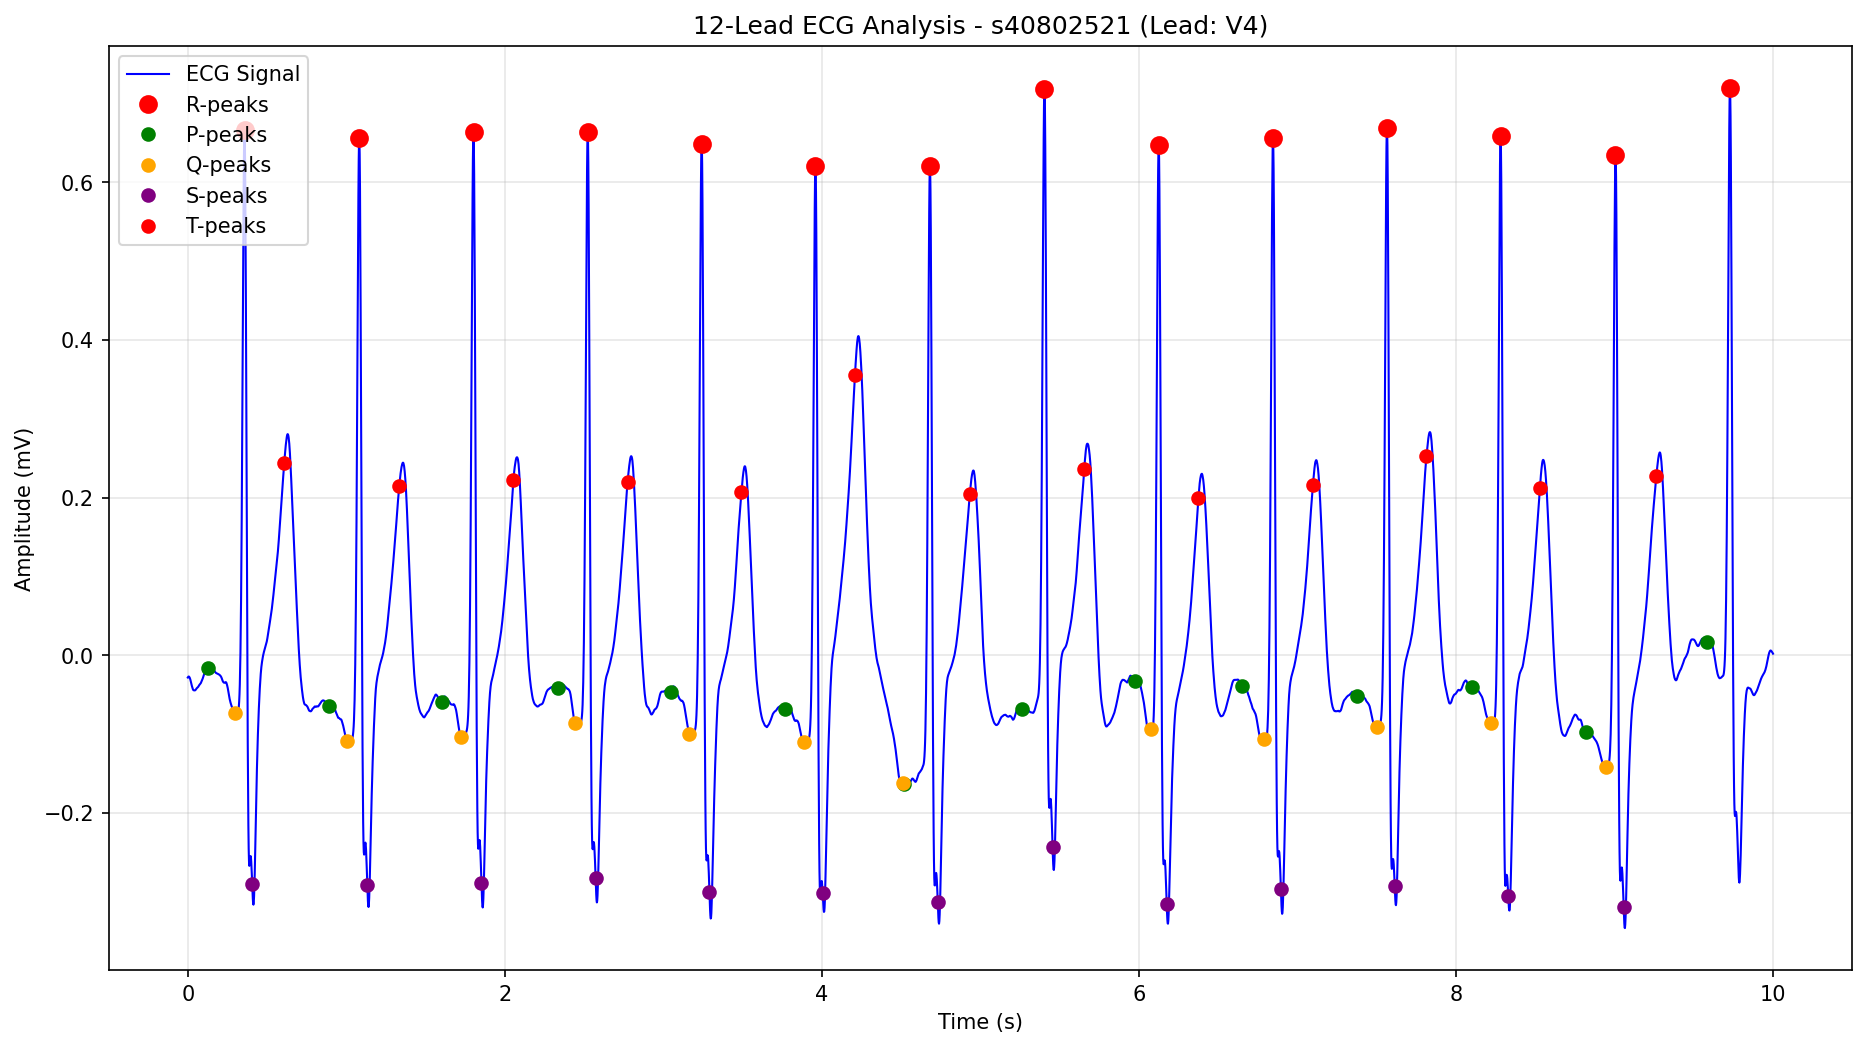 12-Lead ECG Analysis - s40802521 (Lead: V4)
ECG Signal
R-peaks
P-peaks
Q-peaks
S-peaks
T-peaks
Amplitude (mV)
0.6
0.4
0.2
0.0
−0.2
0 2 4 6 8 10
Time (s)